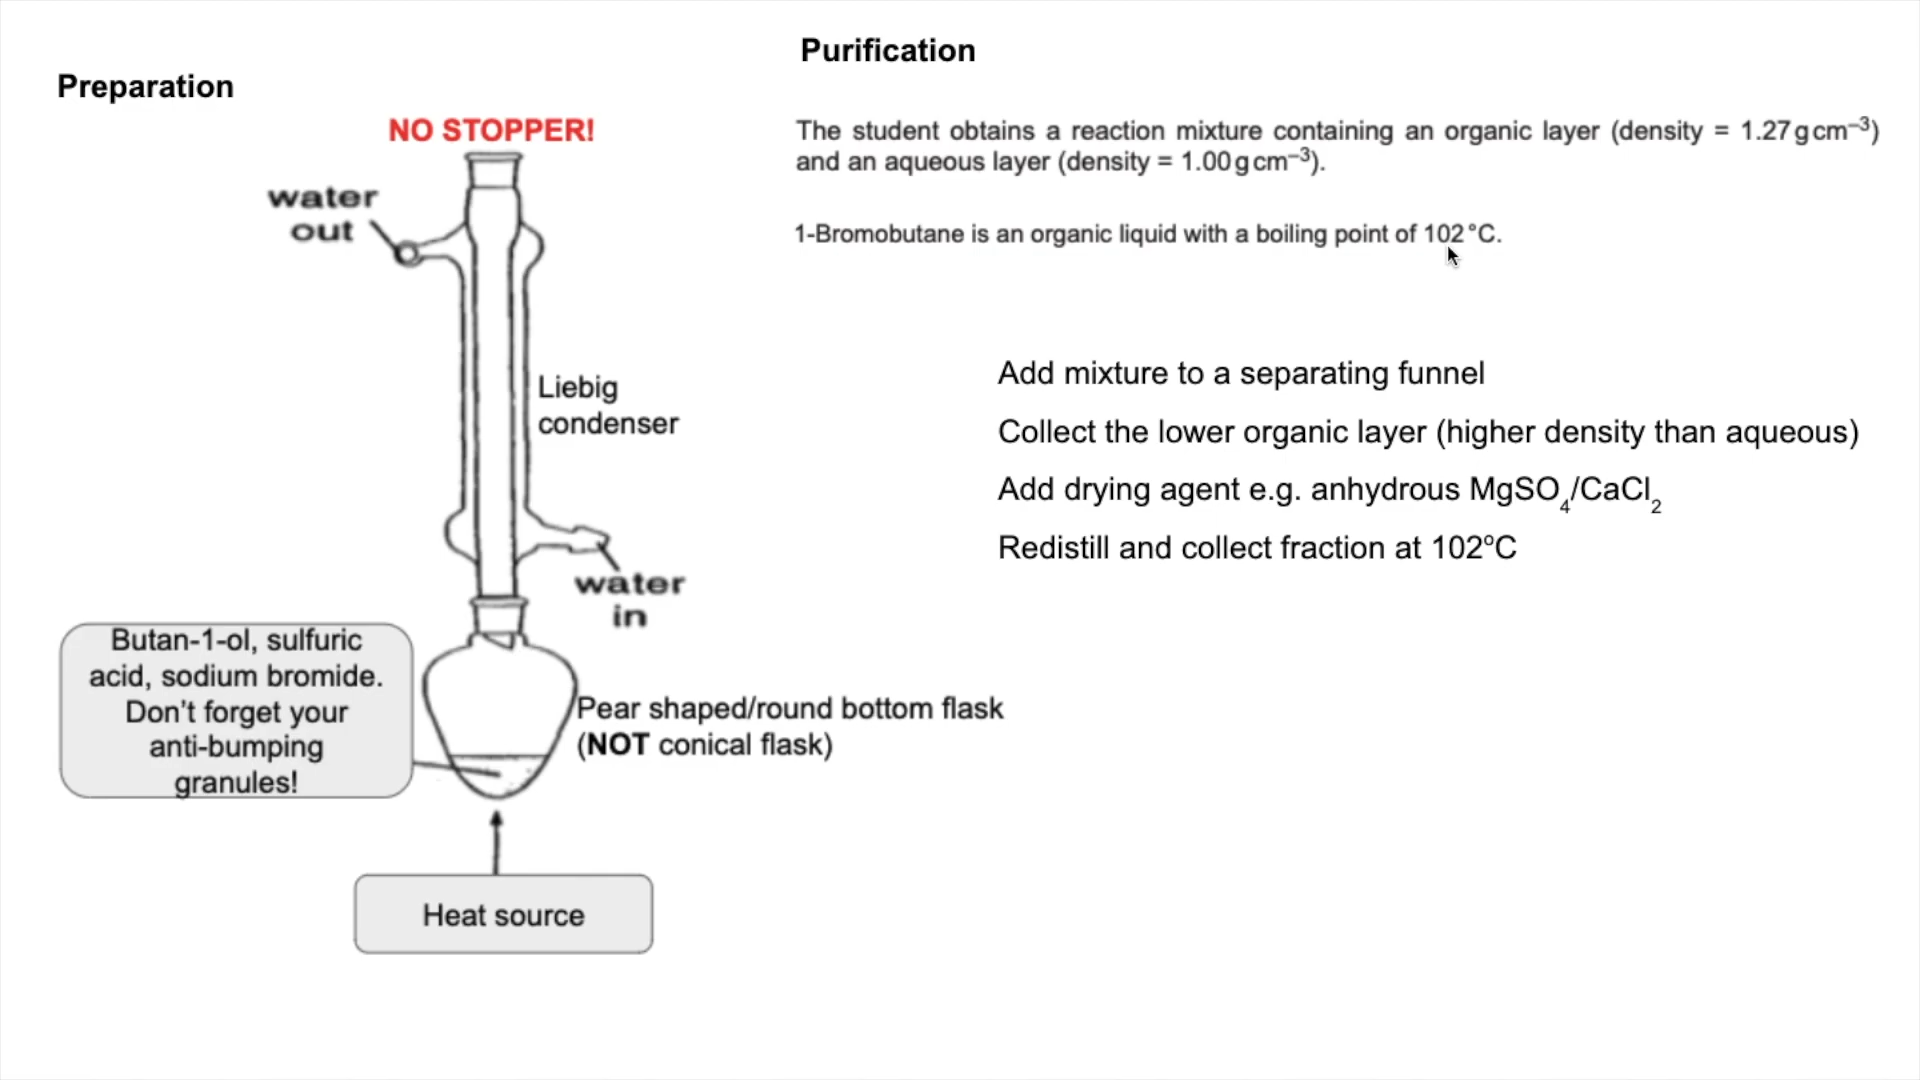 Purification
Preparation
NO STOPPER!
The student obtains a reaction mixture containing an organic layer (density = 1.27 g cm⁻³)
and an aqueous layer (density = 1.00 g cm⁻³).
water
out
1-Bromobutane is an organic liquid with a boiling point of 102 °C.
Liebig
condenser
Add mixture to a separating funnel
Collect the lower organic layer (higher density than aqueous)
Add drying agent e.g. anhydrous MgSO₄/CaCl₂
Redistill and collect fraction at 102ºC
water
in
Butan-1-ol, sulfuric
acid, sodium bromide.
Don't forget your
anti-bumping
granules!
Pear shaped/round bottom flask
(NOT conical flask)
Heat source